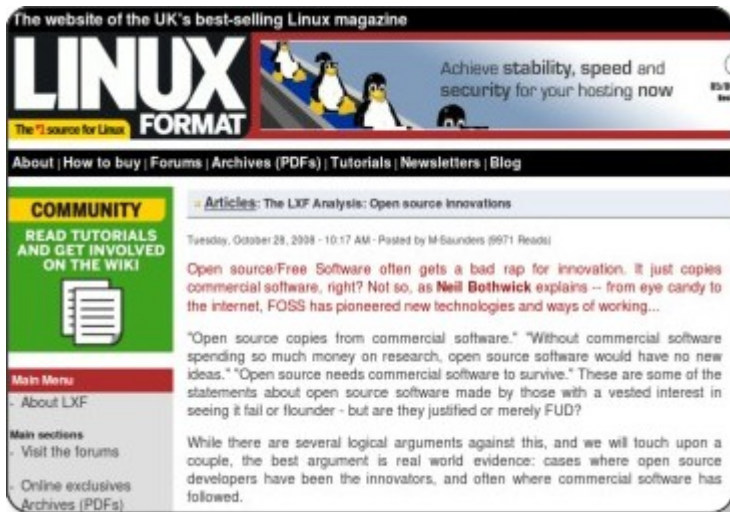 The website of the UK's best-selling Linux magazine
LINUX
FORMAT
The #1 source for Linux
Achieve stability, speed and
security for your hosting now
About | How to buy | Forums | Archives (PDFs) | Tutorials | Newsletters | Blog
COMMUNITY
READ TUTORIALS
AND GET INVOLVED
ON THE WIKI
Main Menu
- About LXF
Main sections
- Visit the forums
- Online exclusives
Archives (PDFs)
Articles: The LXF Analysis: Open source innovations
Tuesday, October 28, 2008 - 10:17 AM - Posted by M-Saunders (9971 Reads)
Open source/Free Software often gets a bad rap for innovation. It just copies
commercial software, right? Not so, as Neil Bothwick explains -- from eye candy to
the internet, FOSS has pioneered new technologies and ways of working...
"Open source copies from commercial software." "Without commercial software
spending so much money on research, open source software would have no new
ideas." "Open source needs commercial software to survive." These are some of the
statements about open source software made by those with a vested interest in
seeing it fail or flounder - but are they justified or merely FUD?
While there are several logical arguments against this, and we will touch upon a
couple, the best argument is real world evidence: cases where open source
developers have been the innovators, and often where commercial software has
followed.